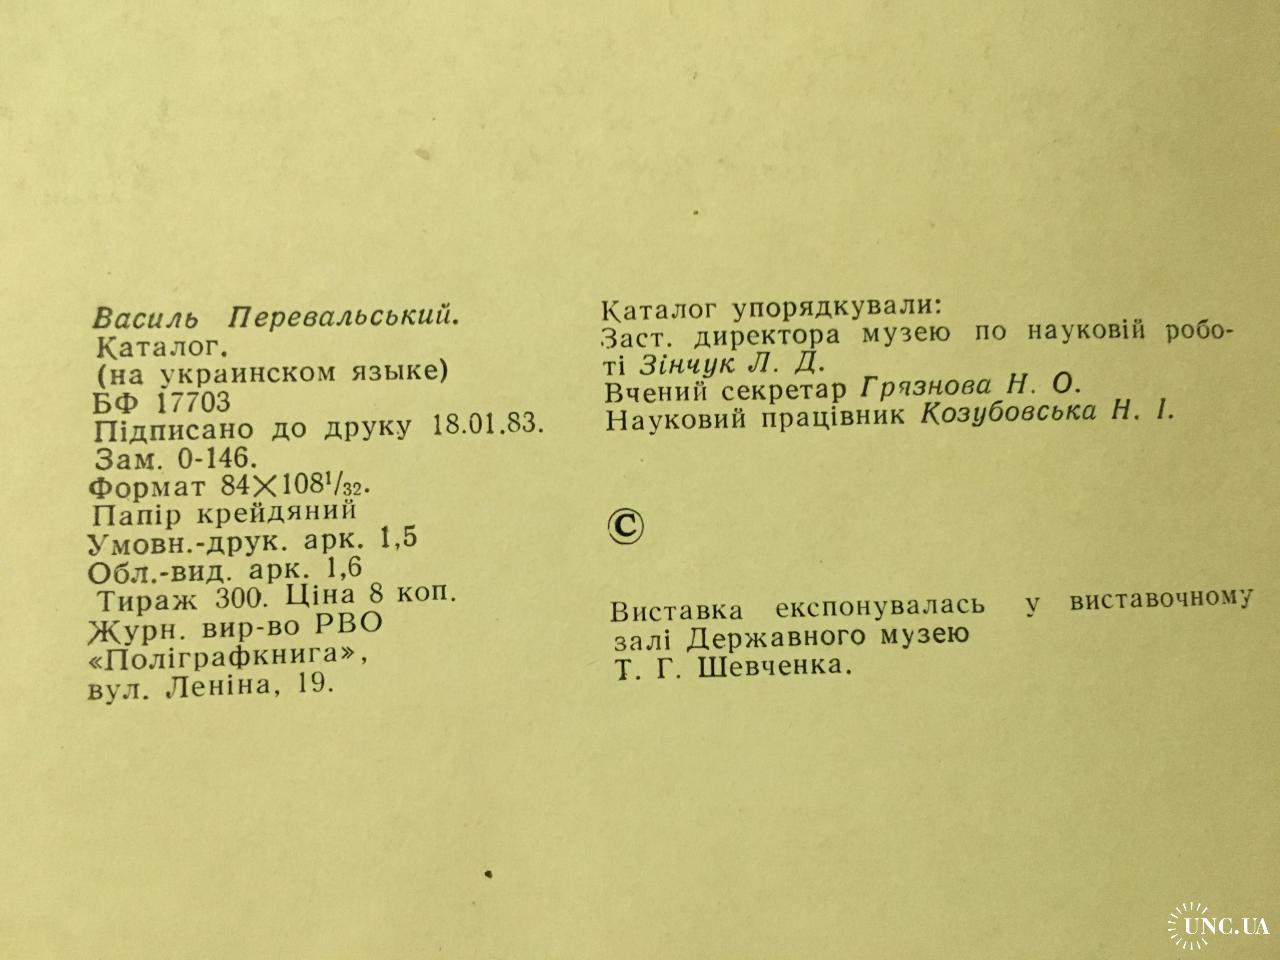 Василь Перевальський.
Каталог.
(на украинском языке)
БФ 17703
Підписано до друку 18.01.83.
Зам. 0-146.
Формат 84×108¹/₃₂.
Папір крейдяний
Умовн.-друк. арк. 1,5
Обл.-вид. арк. 1,6
Тираж 300. Ціна 8 коп.
Журн. вир-во РВО
«Поліграфкнига»,
вул. Леніна, 19.
Каталог упорядкували:
Заст. директора музею по науковій робо-
ті Зінчук Л. Д.
Вчений секретар Грязнова Н. О.
Науковий працівник Козубовська Н. І.
©
Виставка експонувалась у виставочному
залі Державного музею
Т. Г. Шевченка.
UNC.UA